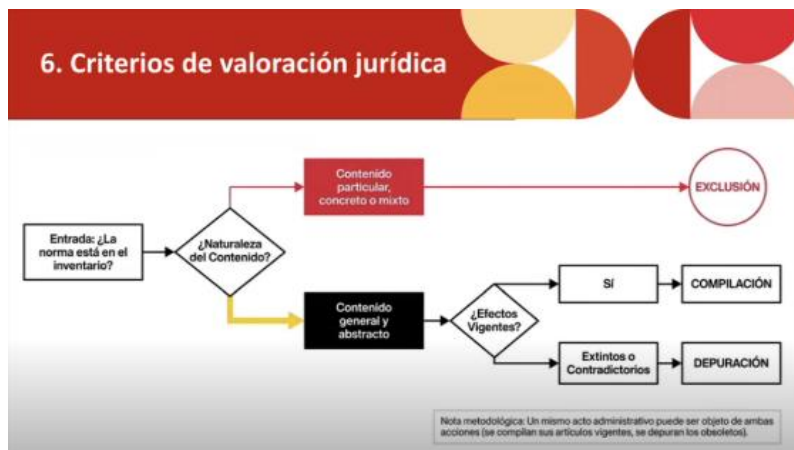 6. Criterios de valoración jurídica
Contenido
particular,
concreto o mixto
EXCLUSIÓN
Entrada: ¿La
norma está en el
inventario?
¿Naturaleza
del Contenido?
Contenido
general y
abstracto
¿Efectos
Vigentes?
Sí
COMPILACIÓN
Extintos o
Contradictorios
DEPURACIÓN
Nota metodológica: Un mismo acto administrativo puede ser objeto de ambas
acciones (se compilan sus artículos vigentes, se depuran los obsoletos).